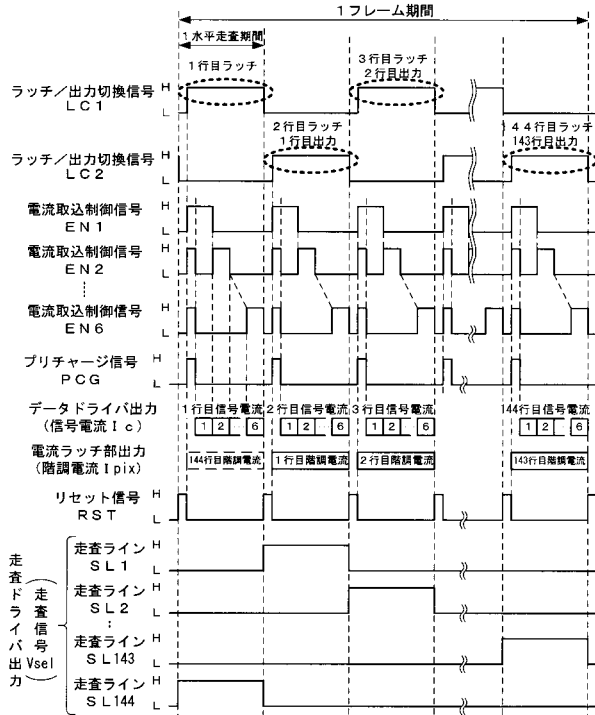 1フレーム期間
1水平走査期間
1行目ラッチ
3行目ラッチ
2行目出力
ラッチ/出力切換信号
LC1
H
L
2行目ラッチ
1行目出力
144行目ラッチ
143行目出力
ラッチ/出力切換信号
LC2
H
L
電流取込制御信号
EN1
H
L
電流取込制御信号
EN2
H
L
電流取込制御信号
EN6
H
L
プリチャージ信号
PCG
H
L
データドライバ出力
(信号電流Ic)
1行目信号電流
2行目信号電流
3行目信号電流
144行目信号電流
1 2 6
1 2 6
1 2 6
1 2 6
電流ラッチ部出力
(階調電流Ipix)
144行目階調電流
1行目階調電流
2行目階調電流
143行目階調電流
リセット信号
RST
H
L
走査ドライバ出力
(走査信号Vsel)
走査ライン
SL1
H
L
走査ライン
SL2
H
L
走査ライン
SL143
H
L
走査ライン
SL144
H
L